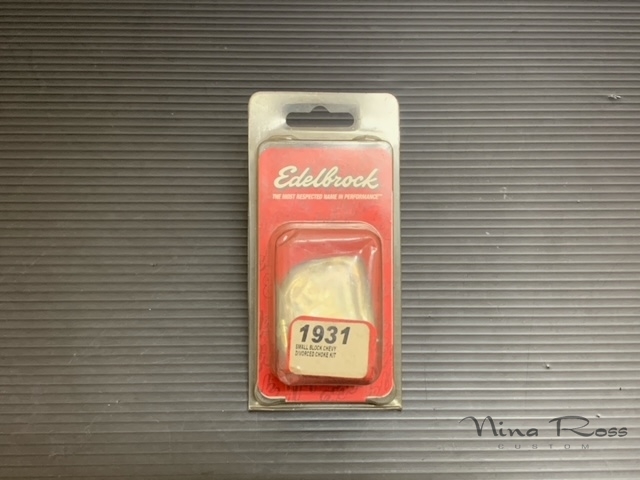 Edelbrock
THE MOST RESPECTED NAME IN PERFORMANCE™
1931
SMALL BLOCK CHEVY
DIVORCED CHOKE KIT
Nina Ross
CUSTOM